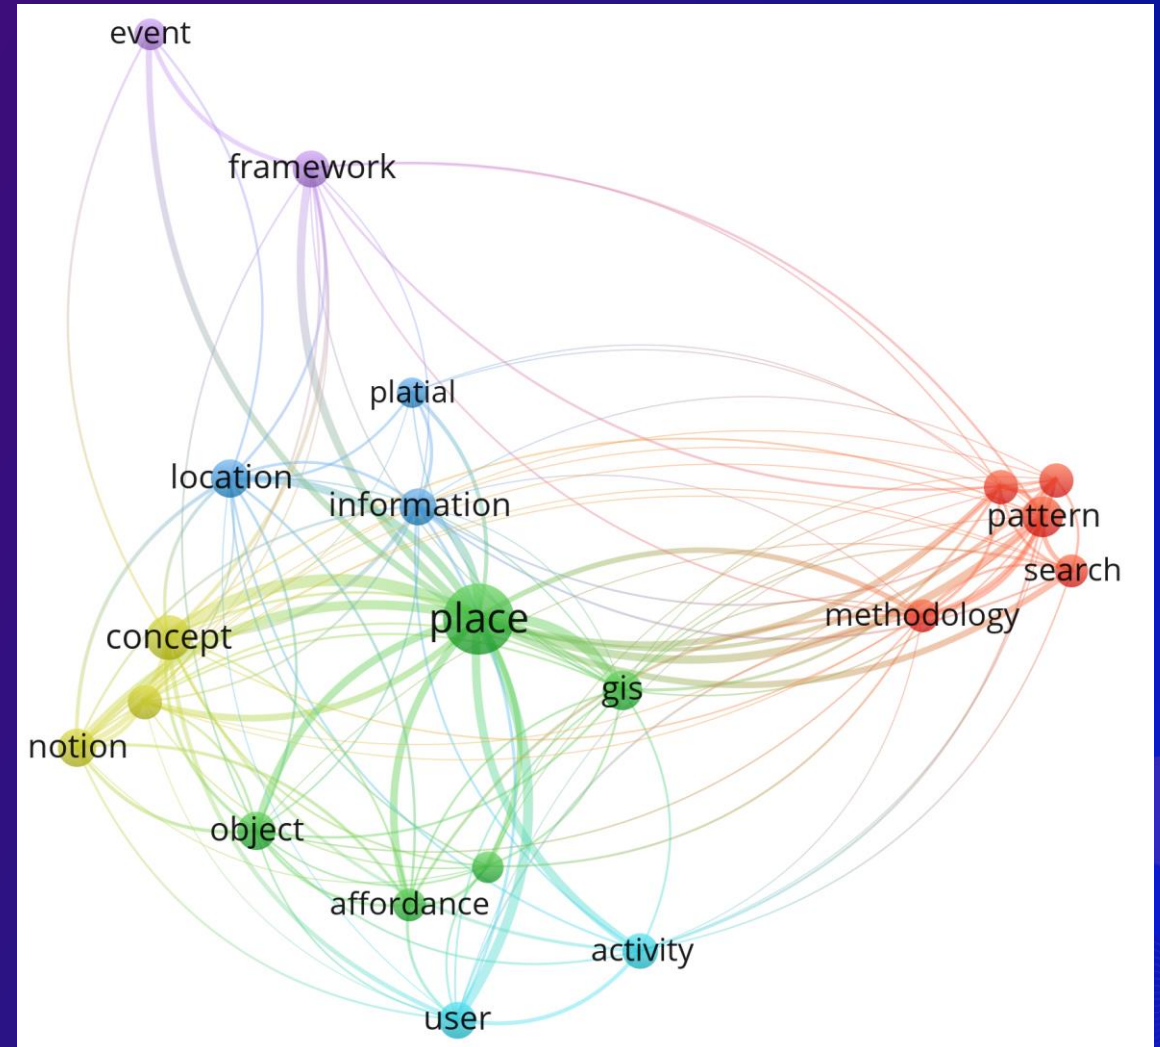 event
framework
platial
location
information
pattern
search
place
methodology
concept
gis
notion
object
affordance
activity
user